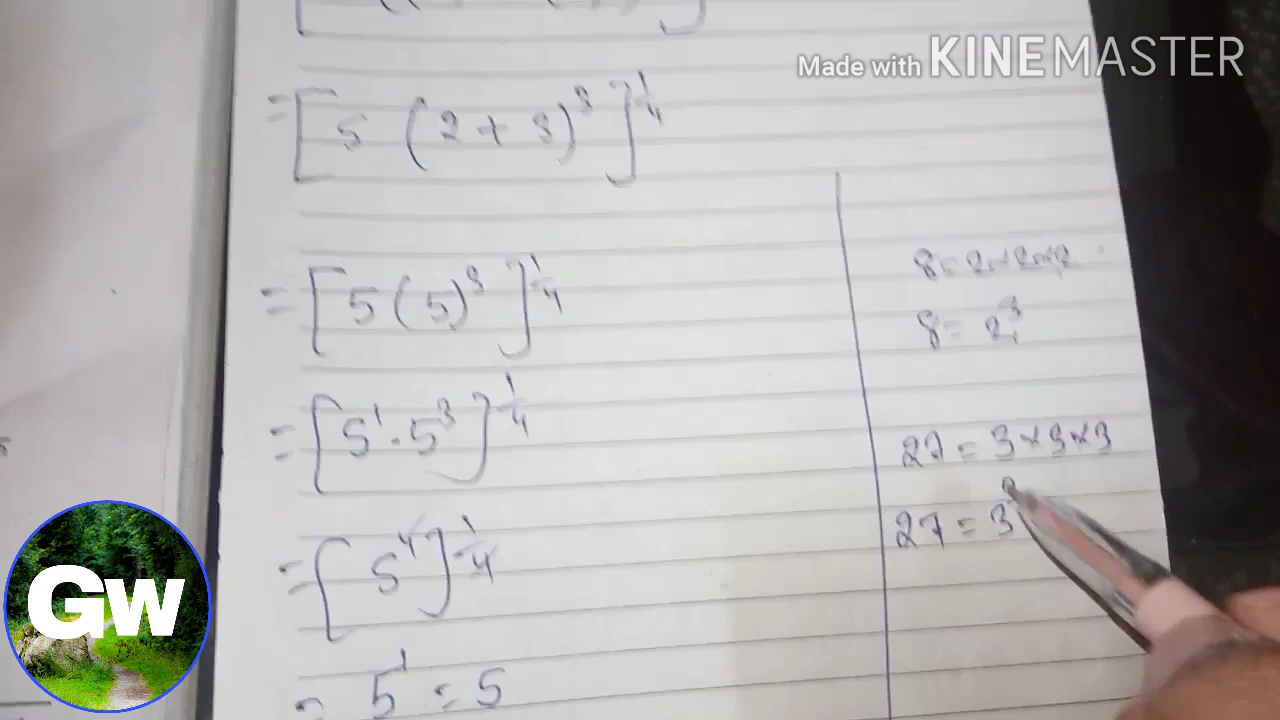 Made with KINEMASTER
= [ 5 (2 + 3)³ ]^1/4
= [ 5 (5)³ ]^1/4
= [ 5¹ · 5³ ]^1/4
= [ 5⁴ ]^1/4
= 5¹ = 5
8 = 2×2×2
8 = 2³
27 = 3×3×3
27 = 3³
GW